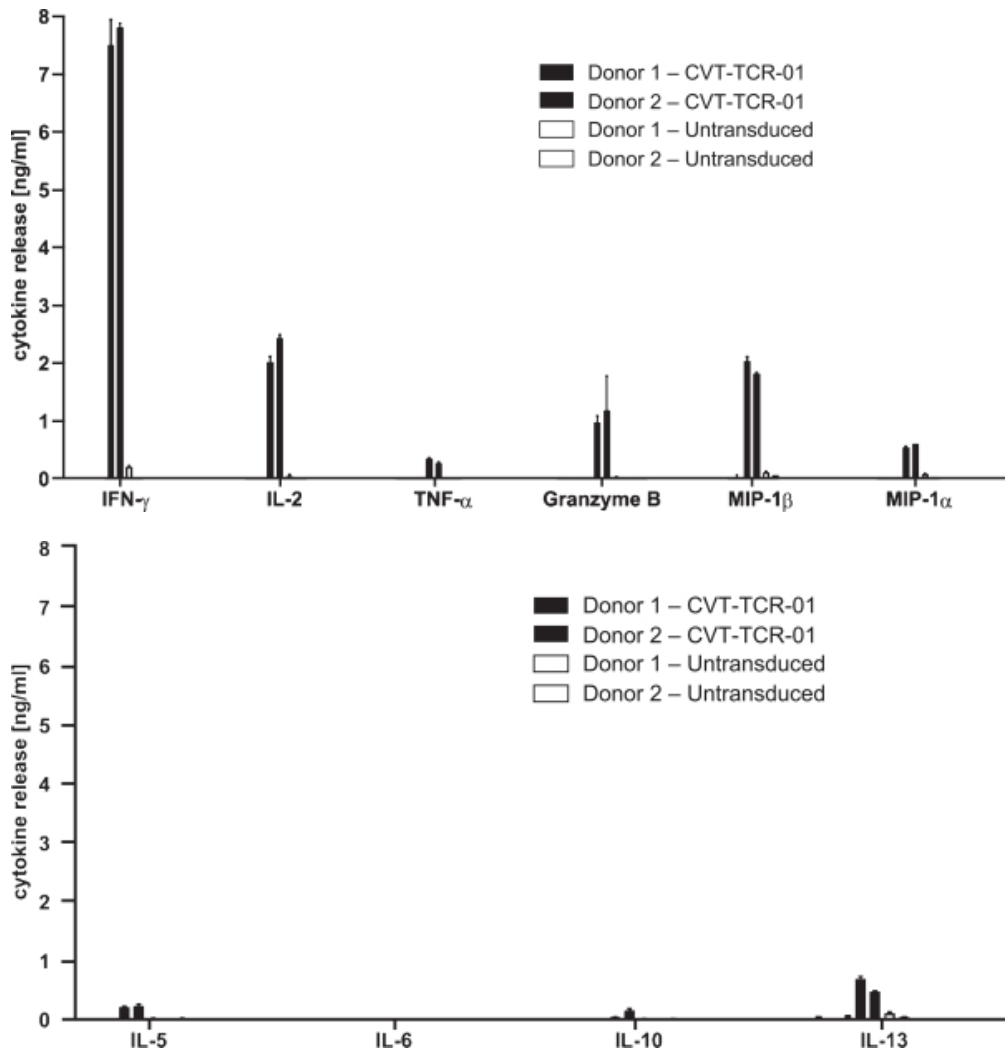 8
7
6
5
4
3
2
1
0
cytokine release [ng/ml]
Donor 1 – CVT-TCR-01
Donor 2 – CVT-TCR-01
Donor 1 – Untransduced
Donor 2 – Untransduced
IFN-γ IL-2 TNF-α Granzyme B MIP-1β MIP-1α
8
7
6
5
4
3
2
1
0
cytokine release [ng/ml]
Donor 1 – CVT-TCR-01
Donor 2 – CVT-TCR-01
Donor 1 – Untransduced
Donor 2 – Untransduced
IL-5 IL-6 IL-10 IL-13